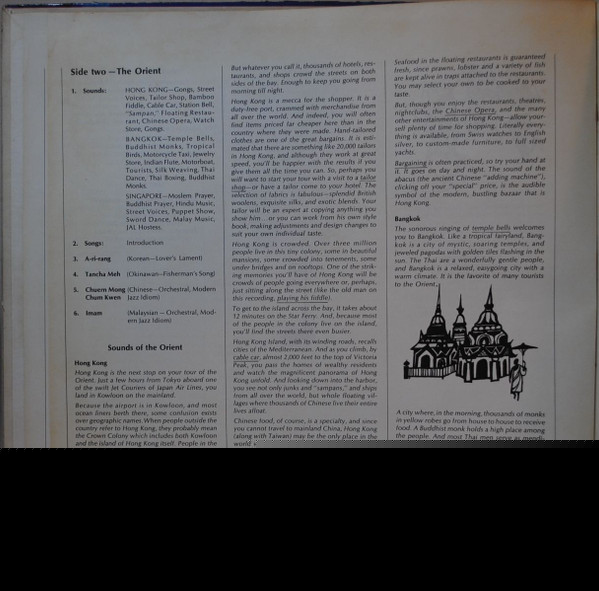 Side two — The Orient
1. Sounds: HONG KONG—Gongs, Street
Voices, Tailor Shop, Bamboo
Fiddle, Cable Car, Station Bell,
"Sampan," Floating Restau-
rant, Chinese Opera, Watch
Store, Gongs.
BANGKOK—Temple Bells,
Buddhist Monks, Tropical
Birds, Motorcycle Taxi, Jewelry
Store, Indian Flute, Motorboat,
Tourists, Silk Weaving, Thai
Dance, Thai Boxing, Buddhist
Monks.
SINGAPORE—Moslem Prayer,
Buddhist Prayer, Hindu Music,
Street Voices, Puppet Show,
Sword Dance, Malay Music,
JAL Hostess.
2. Songs: Introduction
3. A-ri-rang (Korean—Lover's Lament)
4. Tancha Meh (Okinawan—Fisherman's Song)
5. Chuem Mong (Chinese—Orchestral, Modern
Chum Kwen Jazz Idiom)
6. Imam (Malaysian — Orchestral, Mod-
ern Jazz Idiom)
Sounds of the Orient
Hong Kong
Hong Kong is the next stop on your tour of the
Orient. Just a few hours from Tokyo aboard one
of the swift Jet Couriers of Japan Air Lines, you
land in Kowloon on the mainland.
Because the airport is in Kowloon, and most
ocean liners berth there, some confusion exists
over geographic names. When people outside the
country refer to Hong Kong, they probably mean
the Crown Colony which includes both Kowloon
and the island of Hong Kong itself. People in the
But whatever you call it, thousands of hotels, res-
taurants, and shops crowd the streets on both
sides of the bay. Enough to keep you going from
morning till night.
Hong Kong is a mecca for the shopper. It is a
duty-free port, crammed with merchandise from
all over the world. And indeed, you will often
find items priced far cheaper here than in the
country where they were made. Hand-tailored
clothes are one of the great bargains. It is esti-
mated that there are something like 20,000 tailors
in Hong Kong; and although they work at great
speed, you'll be happier with the results if you
give them all the time you can. So, perhaps you
will want to start your tour with a visit to a tailor
shop—or have a tailor come to your hotel. The
selection of fabrics is fabulous—splendid British
woolens, exquisite silks, and exotic blends. Your
tailor will be an expert at copying anything you
show him... or you can work from his own style
book, making adjustments and design changes to
suit your own individual taste.
Hong Kong is crowded. Over three million
people live in this tiny colony, some in beautiful
mansions, some crowded into tenements, some
under bridges and on rooftops. One of the strik-
ing memories you'll have of Hong Kong will be
crowds of people going everywhere or, perhaps,
just sitting along the street (like the old man on
this recording, playing his fiddle).
To get to the island across the bay, it takes about
12 minutes on the Star Ferry. And, because most
of the people in the colony live on the island,
you'll find the streets there even busier.
Hong Kong Island, with its winding roads, recalls
cities of the Mediterranean. And as you climb, by
cable car, almost 2,000 feet to the top of Victoria
Peak, you pass the homes of wealthy residents
and watch the magnificent panorama of Hong
Kong unfold. And looking down into the harbor,
you see not only junks and "sampans," and ships
from all over the world, but whole floating vil-
lages where thousands of Chinese live their entire
lives afloat.
Chinese food, of course, is a specialty, and since
you cannot travel to mainland China, Hong Kong
(along with Taiwan) may be the only place in the
world
Seafood in the floating restaurants is guaranteed
fresh, since prawns, lobster and a variety of fish
are kept alive in traps attached to the restaurants.
You may select your own to be cooked to your
taste.
But, though you enjoy the restaurants, theatres,
nightclubs, the Chinese Opera, and the many
other entertainments of Hong Kong—allow your-
self plenty of time for shopping. Literally every-
thing is available, from Swiss watches to English
silver, to custom-made furniture, to full sized
yachts.
Bargaining is often practiced, so try your hand at
it. It goes on day and night. The sound of the
abacus (the ancient Chinese "adding machine"),
clicking off your "special" price, is the audible
symbol of the modern, bustling bazaar that is
Hong Kong.
Bangkok
The sonorous ringing of temple bells welcomes
you to Bangkok. Like a tropical fairyland, Bang-
kok is a city of mystic, soaring temples, and
jeweled pagodas with golden tiles flashing in the
sun. The Thai are a wonderfully gentle people,
and Bangkok is a relaxed, easygoing city with a
warm climate. It is the favorite of many tourists
to the Orient.
A city where, in the morning, thousands of monks
in yellow robes go from house to house to receive
food. A Buddhist monk holds a high place among
the people. And most Thai men serve as mendi-